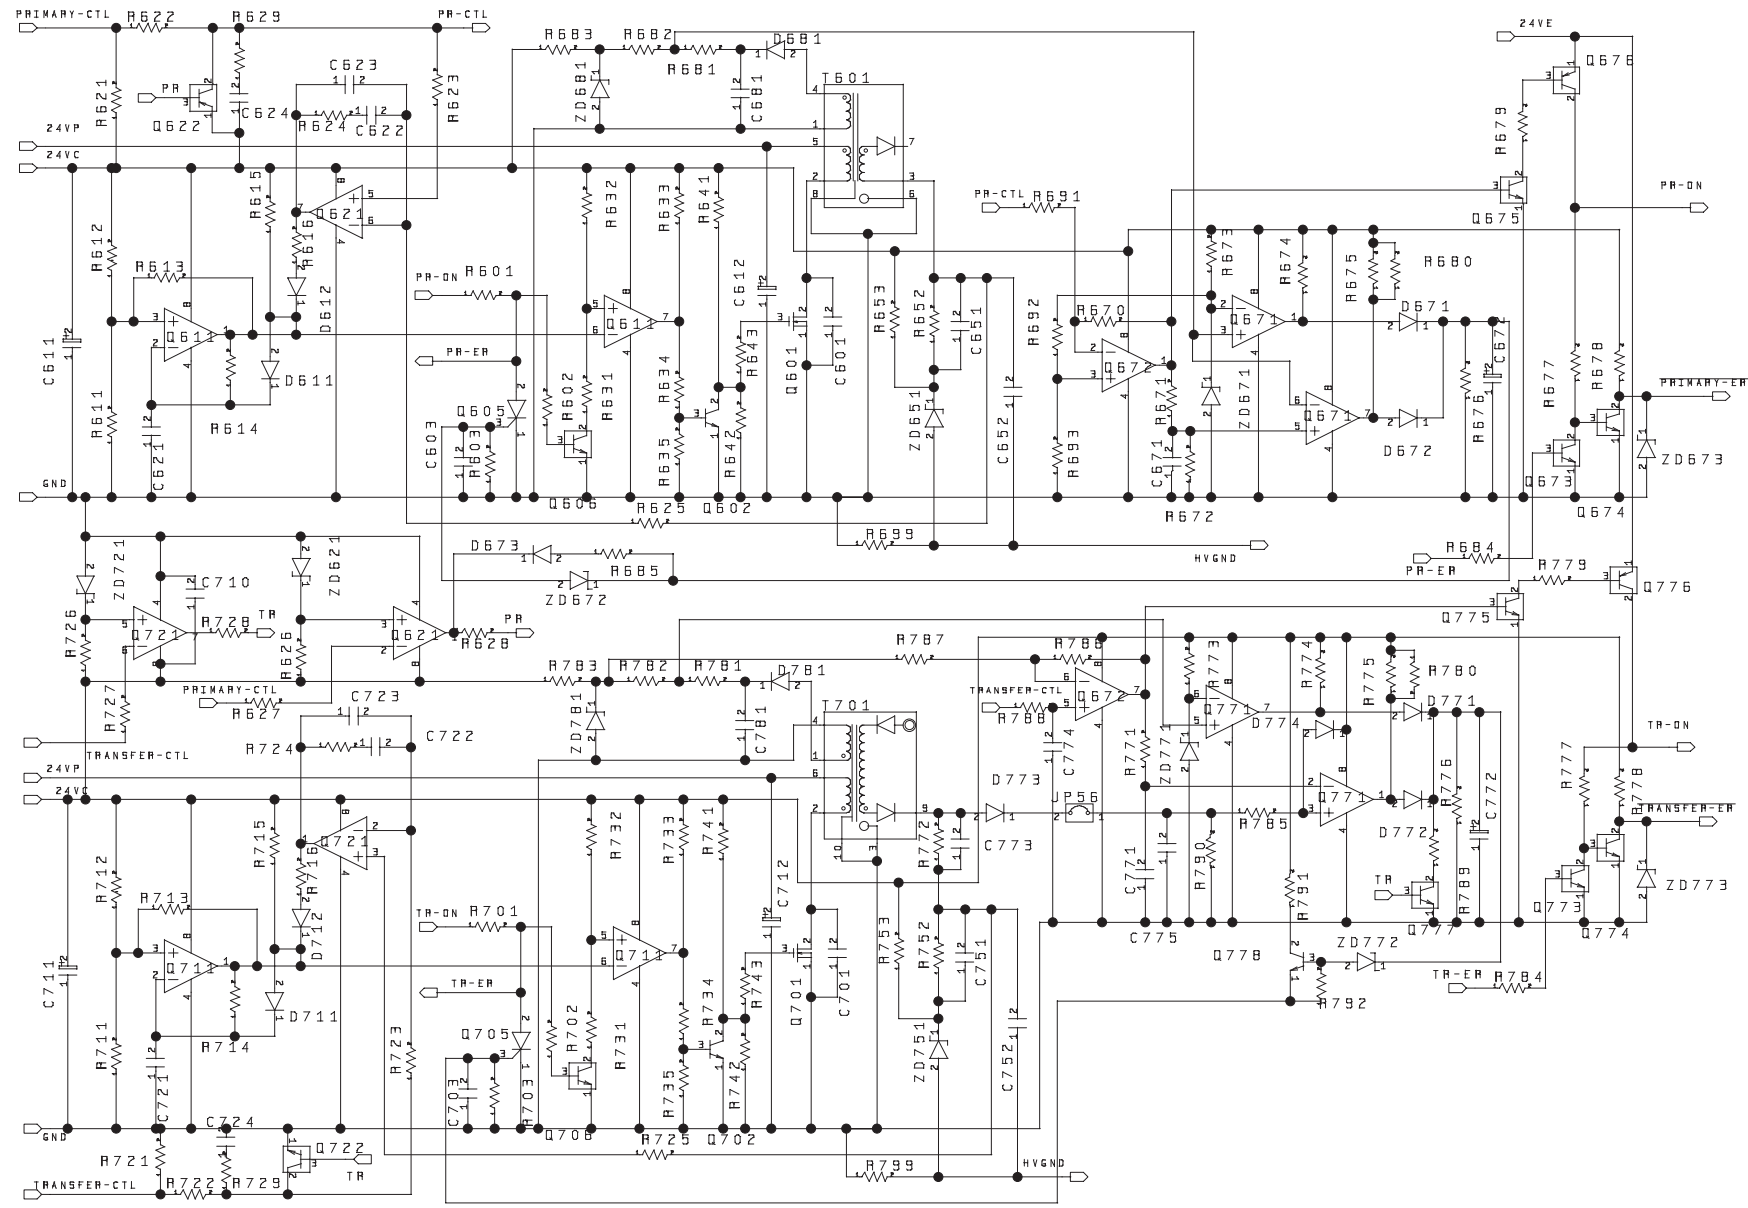 PRIMARY-CTL
R622
R629
PR-CTL
R683
R682
D681
24VE
R681
Q676
C623
T601
R621
PR
C624
R623
ZD681
C681
Q622
R624
C622
R679
24VP
24VC
PR-CTL
R691
PR-ON
R615
Q621
R632
R633
R641
Q675
R612
R616
R613
PR-ON
R601
C612
R653
R652
R692
R670
R673
R674
R675
R680
D671
D612
Q611
Q611
Q671
C672
C611
PR-ER
R643
Q601
C601
C651
Q672
R677
R678
PRIMARY-ER
D611
R602
R631
R634
R671
ZD671
Q671
R676
R611
R614
Q605
C603
R603
R635
R642
ZD651
C652
R693
C671
D672
ZD673
C621
Q673
GND
Q606
R625
Q602
R672
Q674
R699
HVGND
D673
R685
ZD672
PR-ER
R684
R779
Q776
ZD721
C710
ZD621
R726
Q721
R728
TR
R626
Q621
R628
PR
Q775
R787
R786
R773
R774
R775
R780
PRIMARY-CTL
R627
R783
R782
R781
D781
TRANSFER-CTL
R788
Q672
Q771
D774
D771
R727
C723
T701
TR-ON
TRANSFER-CTL
R724
C722
ZD781
C781
C774
R771
ZD771
R776
C772
R777
R778
24VP
24VC
D773
JP56
R785
Q771
D772
TRANSFER-ER
R715
Q721
R732
R733
R741
R772
C773
C771
R790
R712
R716
R713
C712
R791
R789
TR
Q777
Q773
Q774
ZD773
TR-ON
R701
R753
R752
C751
C775
D712
Q711
Q711
R743
Q701
C701
Q778
ZD772
TR-ER
R784
C711
TR-ER
R734
R792
D711
R711
R714
Q705
R702
R731
R742
ZD751
C752
R723
C703
R703
R735
C721
C724
GND
Q706
R725
Q702
R721
Q722
TR
R799
HVGND
TRANSFER-CTL
R722
R729